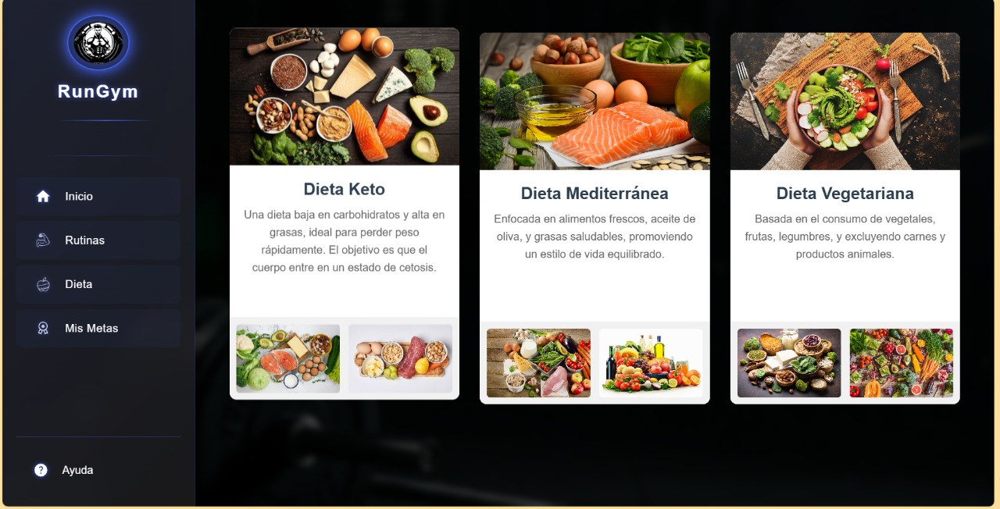 RunGym
Inicio
Rutinas
Dieta
Mis Metas
Ayuda
Dieta Keto
Una dieta baja en carbohidratos y alta en
grasas, ideal para perder peso
rápidamente. El objetivo es que el
cuerpo entre en un estado de cetosis.
Dieta Mediterránea
Enfocada en alimentos frescos, aceite de
oliva, y grasas saludables, promoviendo
un estilo de vida equilibrado.
Dieta Vegetariana
Basada en el consumo de vegetales,
frutas, legumbres, y excluyendo carnes y
productos animales.